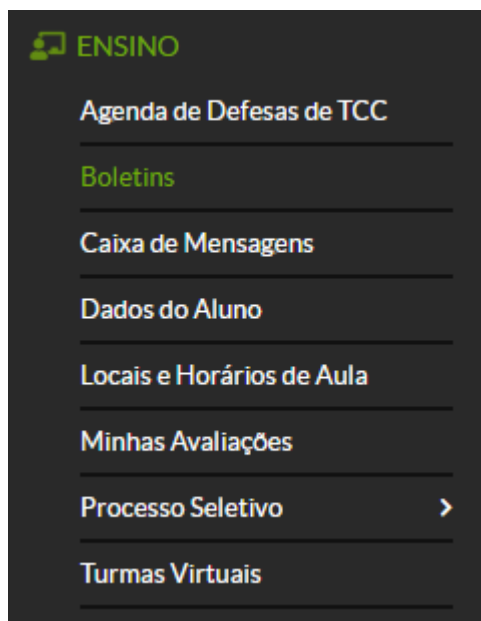 ENSINO
Agenda de Defesas de TCC
Boletins
Caixa de Mensagens
Dados do Aluno
Locais e Horários de Aula
Minhas Avaliações
Processo Seletivo
Turmas Virtuais